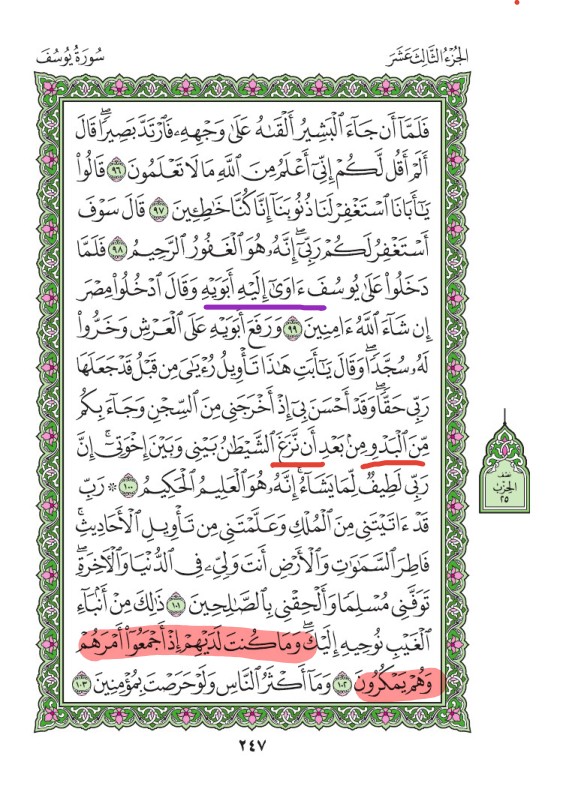 الجُزْءُ الثَّالِثَ عَشَرَ
سُورَةُ يُوسُفَ
فَلَمَّآ أَن جَآءَ ٱلْبَشِيرُ أَلْقَىٰهُ عَلَىٰ وَجْهِهِۦ فَٱرْتَدَّ بَصِيرًاۖ قَالَ
أَلَمْ أَقُل لَّكُمْ إِنِّىٓ أَعْلَمُ مِنَ ٱللَّهِ مَا لَا تَعْلَمُونَ ٩٦ قَالُوا۟
يَـٰٓأَبَانَا ٱسْتَغْفِرْ لَنَا ذُنُوبَنَآ إِنَّا كُنَّا خَـٰطِـِٔينَ ٩٧ قَالَ سَوْفَ
أَسْتَغْفِرُ لَكُمْ رَبِّىٓۖ إِنَّهُۥ هُوَ ٱلْغَفُورُ ٱلرَّحِيمُ ٩٨ فَلَمَّا
دَخَلُوا۟ عَلَىٰ يُوسُفَ ءَاوَىٰٓ إِلَيْهِ أَبَوَيْهِ وَقَالَ ٱدْخُلُوا۟ مِصْرَ
إِن شَآءَ ٱللَّهُ ءَامِنِينَ ٩٩ وَرَفَعَ أَبَوَيْهِ عَلَى ٱلْعَرْشِ وَخَرُّوا۟
لَهُۥ سُجَّدًاۖ وَقَالَ يَـٰٓأَبَتِ هَـٰذَا تَأْوِيلُ رُءْيَـٰىَ مِن قَبْلُ قَدْ جَعَلَهَا
رَبِّى حَقًّاۖ وَقَدْ أَحْسَنَ بِىٓ إِذْ أَخْرَجَنِى مِنَ ٱلسِّجْنِ وَجَآءَ بِكُم
مِّنَ ٱلْبَدْوِ مِنۢ بَعْدِ أَن نَّزَغَ ٱلشَّيْطَـٰنُ بَيْنِى وَبَيْنَ إِخْوَتِىٓۚ إِنَّ
رَبِّى لَطِيفٌ لِّمَا يَشَآءُۚ إِنَّهُۥ هُوَ ٱلْعَلِيمُ ٱلْحَكِيمُ ١٠٠ ۞ رَبِّ
قَدْ ءَاتَيْتَنِى مِنَ ٱلْمُلْكِ وَعَلَّمْتَنِى مِن تَأْوِيلِ ٱلْأَحَادِيثِۚ
فَاطِرَ ٱلسَّمَـٰوَٰتِ وَٱلْأَرْضِ أَنتَ وَلِىِّۦ فِى ٱلدُّنْيَا وَٱلْـَٔاخِرَةِۖ
تَوَفَّنِى مُسْلِمًا وَأَلْحِقْنِى بِٱلصَّـٰلِحِينَ ١٠١ ذَٰلِكَ مِنْ أَنۢبَآءِ
ٱلْغَيْبِ نُوحِيهِ إِلَيْكَۖ وَمَا كُنتَ لَدَيْهِمْ إِذْ أَجْمَعُوٓا۟ أَمْرَهُمْ
وَهُمْ يَمْكُرُونَ ١٠٢ وَمَآ أَكْثَرُ ٱلنَّاسِ وَلَوْ حَرَصْتَ بِمُؤْمِنِينَ ١٠٣
نصف
الحزب
٢٥
٢٤٧